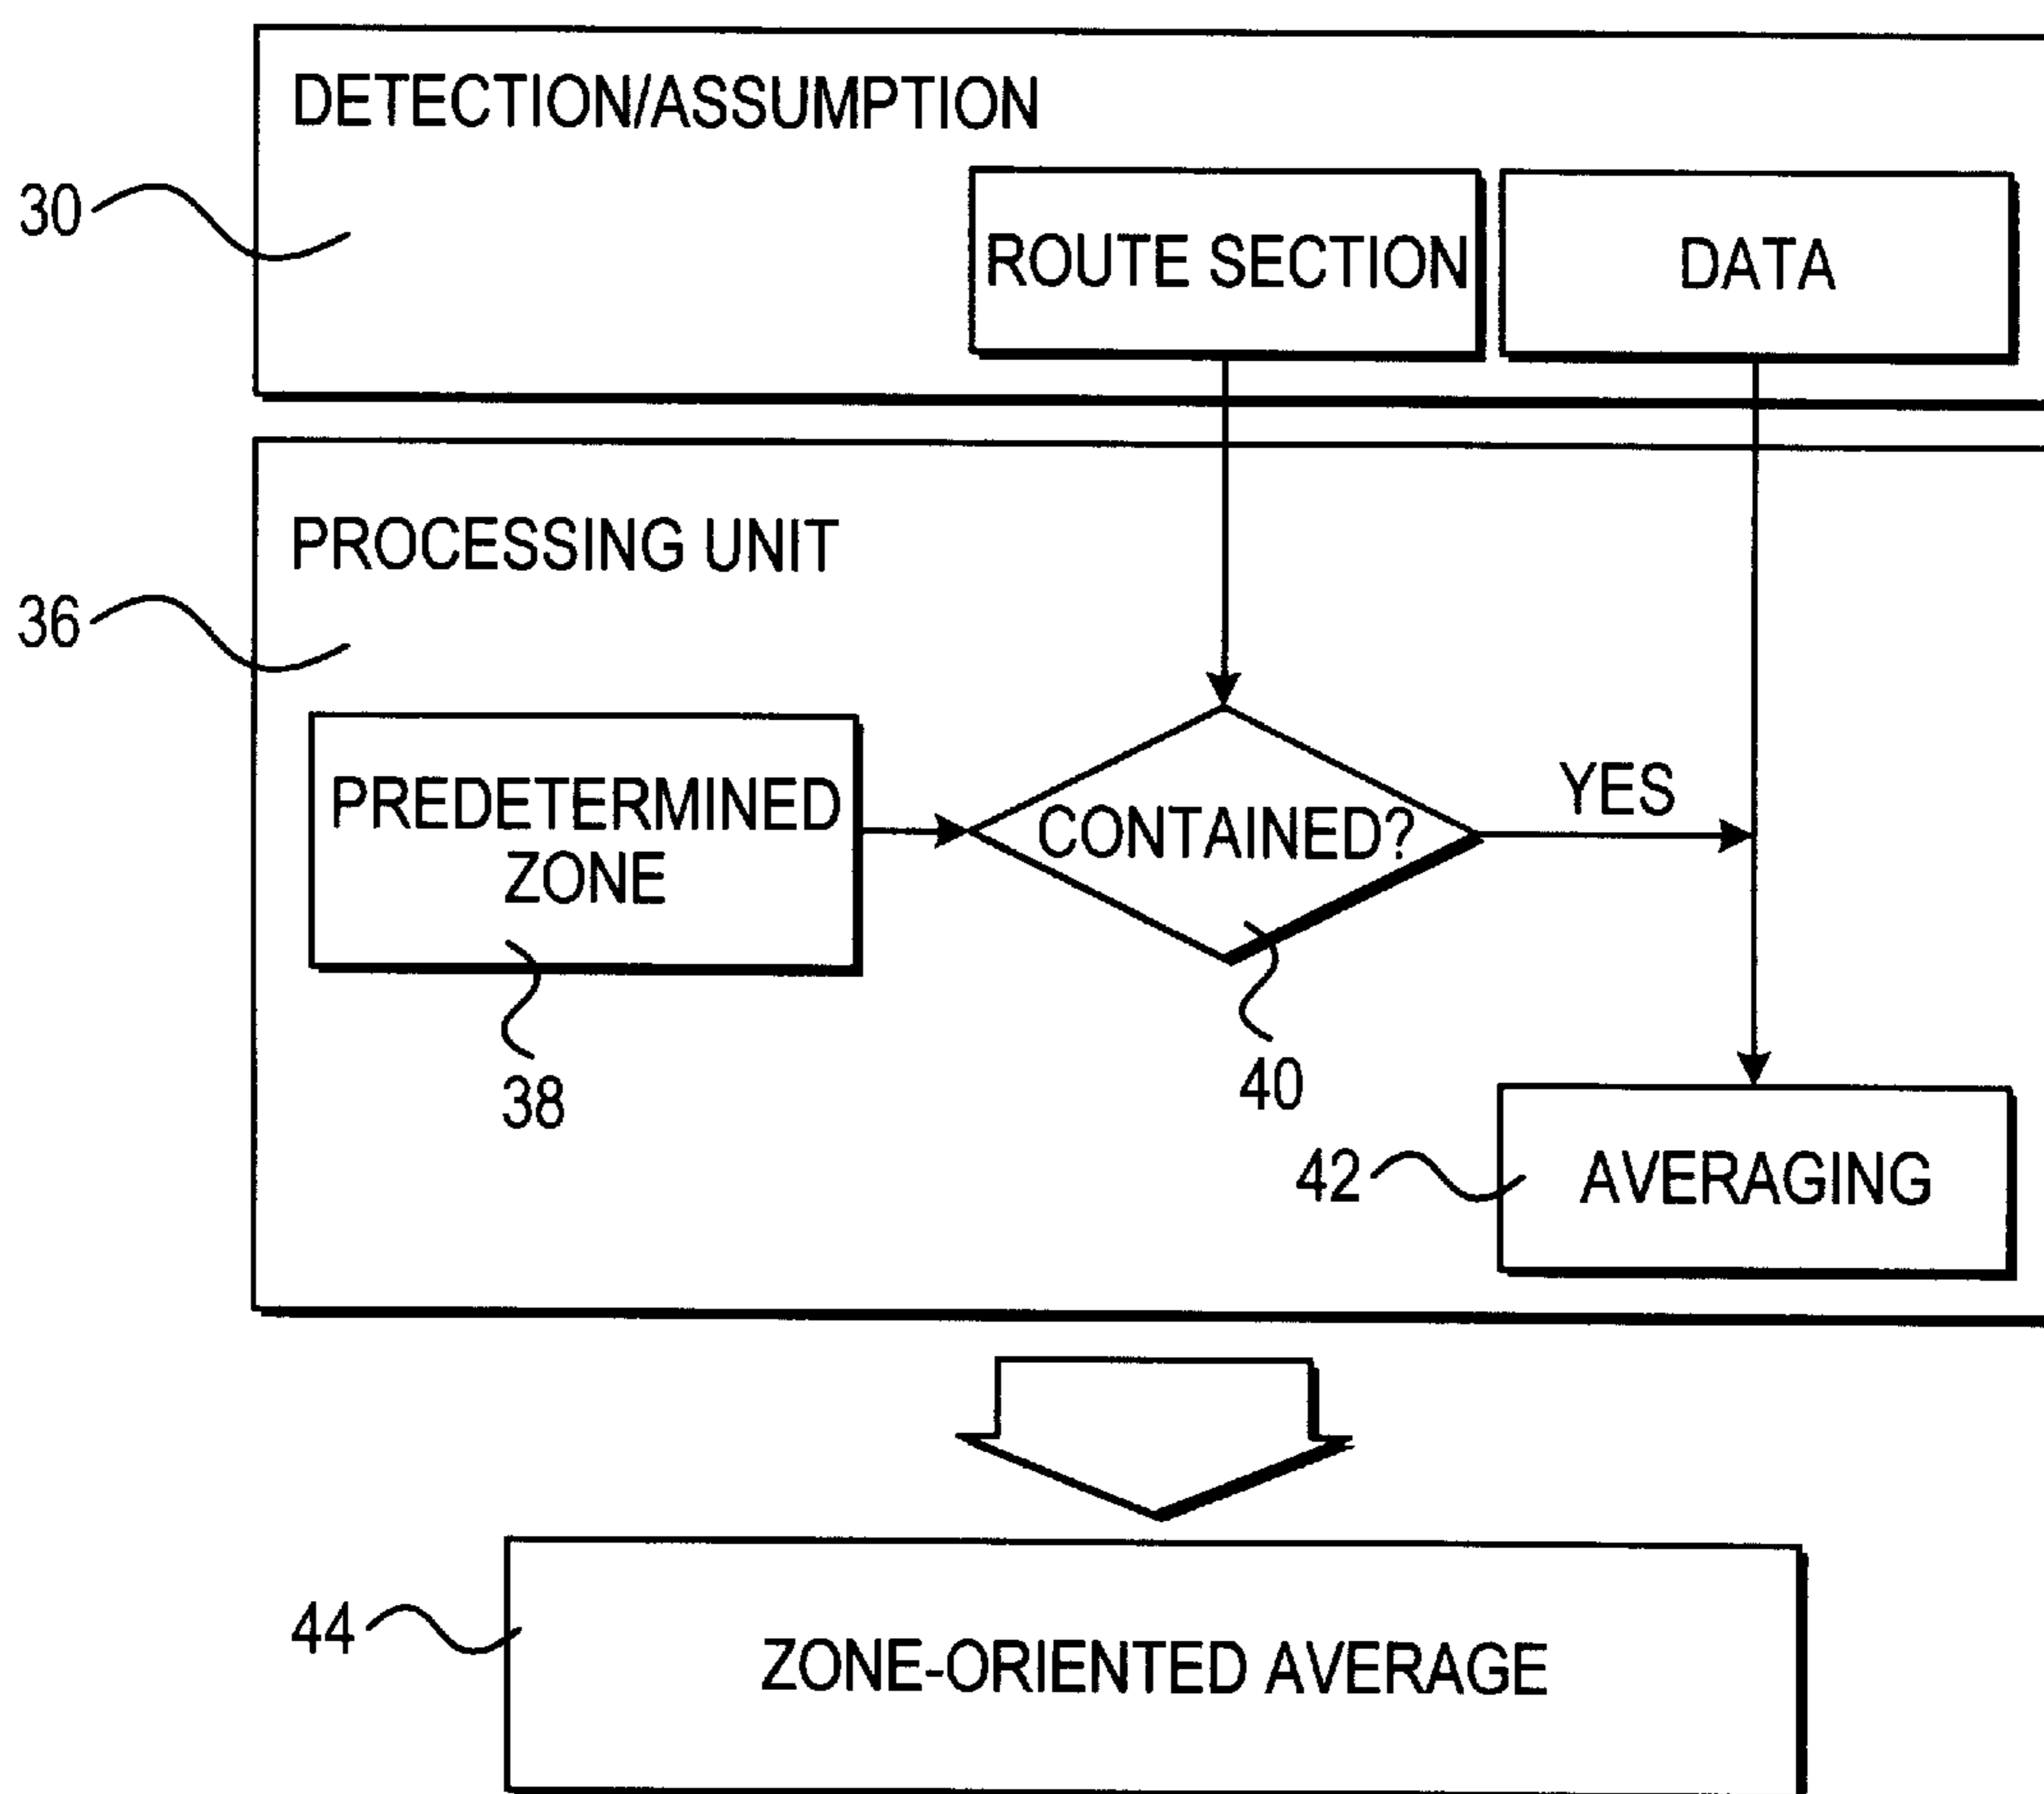 DETECTION/ASSUMPTION
30
ROUTE SECTION
DATA
PROCESSING UNIT
36
PREDETERMINED
ZONE
CONTAINED?
YES
38
40
42
AVERAGING
44
ZONE-ORIENTED AVERAGE